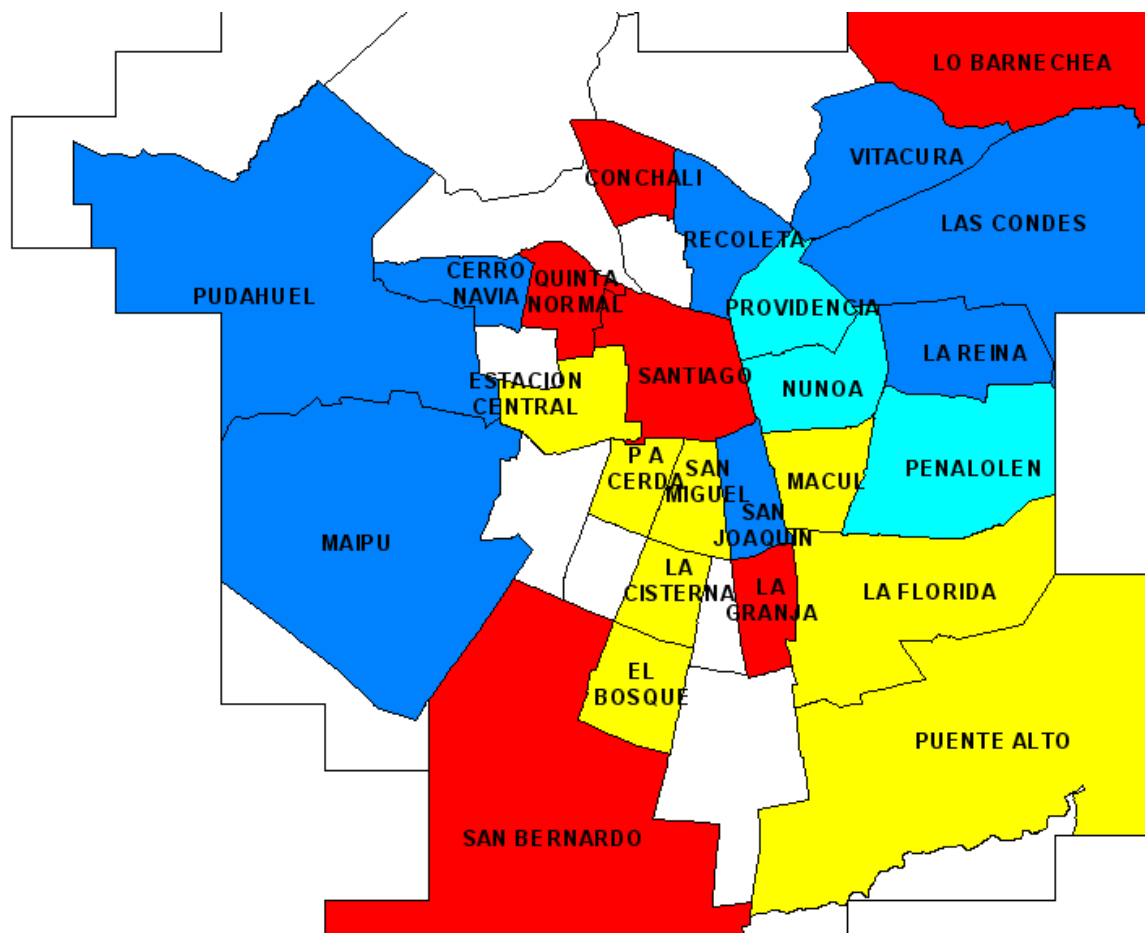 LO BARNECHEA
VITACURA
CONCHALI
LAS CONDES
RECOLETA
CERRO
NAVIA
QUINTA
NORMAL
PUDAHUEL
PROVIDENCIA
LA REINA
SANTIAGO
NUNOA
ESTACION
CENTRAL
P A
CERDA
SAN
MIGUEL
MACUL
PENALOLEN
SAN
JOAQUIN
MAIPU
LA
CISTERNA
LA
GRANJA
LA FLORIDA
EL
BOSQUE
PUENTE ALTO
SAN BERNARDO